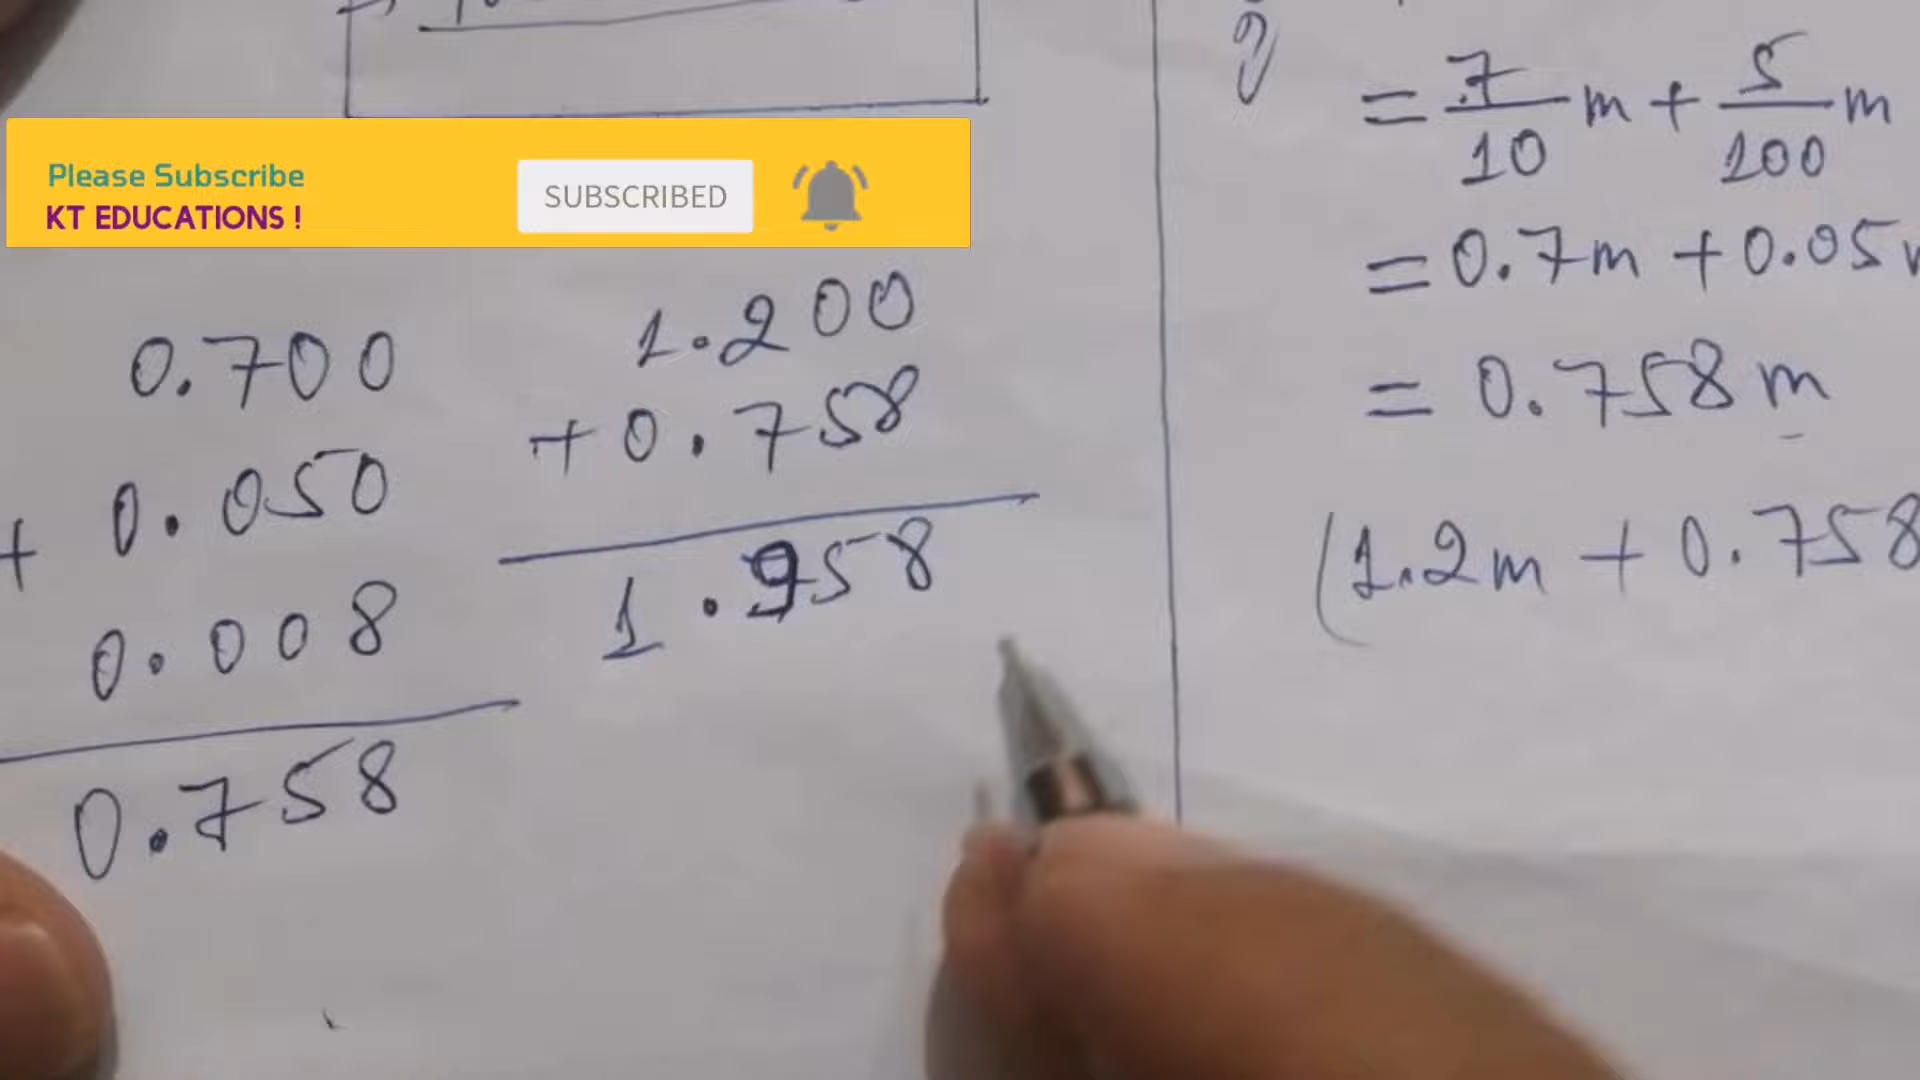 Please Subscribe
KT EDUCATIONS !
SUBSCRIBED
0.700
+ 0.050
0.008
0.758
1.200
+ 0.758
1.958
= 7/10 m + 5/100 m
= 0.7m + 0.05
= 0.758 m
(1.2m + 0.758